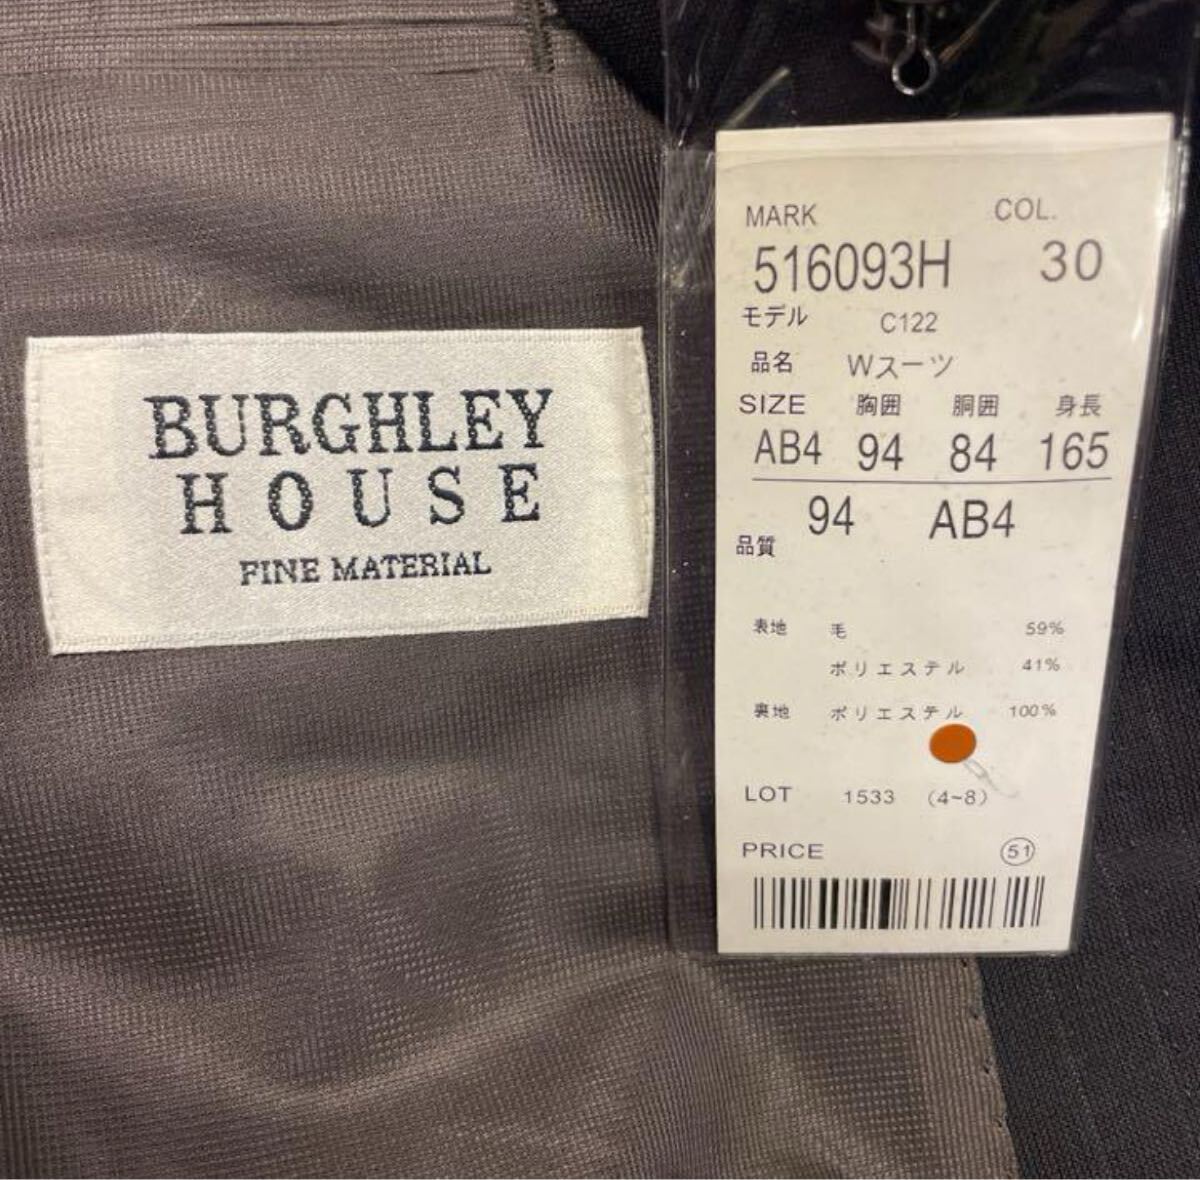 BURGHLEY
HOUSE
FINE MATERIAL
MARK COL.
516093H 30
モデル C122
品名 Wスーツ
SIZE 胸囲 胴囲 身長
AB4 94 84 165
94 AB4
品質
表地 毛 59%
ポリエステル 41%
裏地 ポリエステル 100%
LOT 1533 (4~8)
PRICE 51